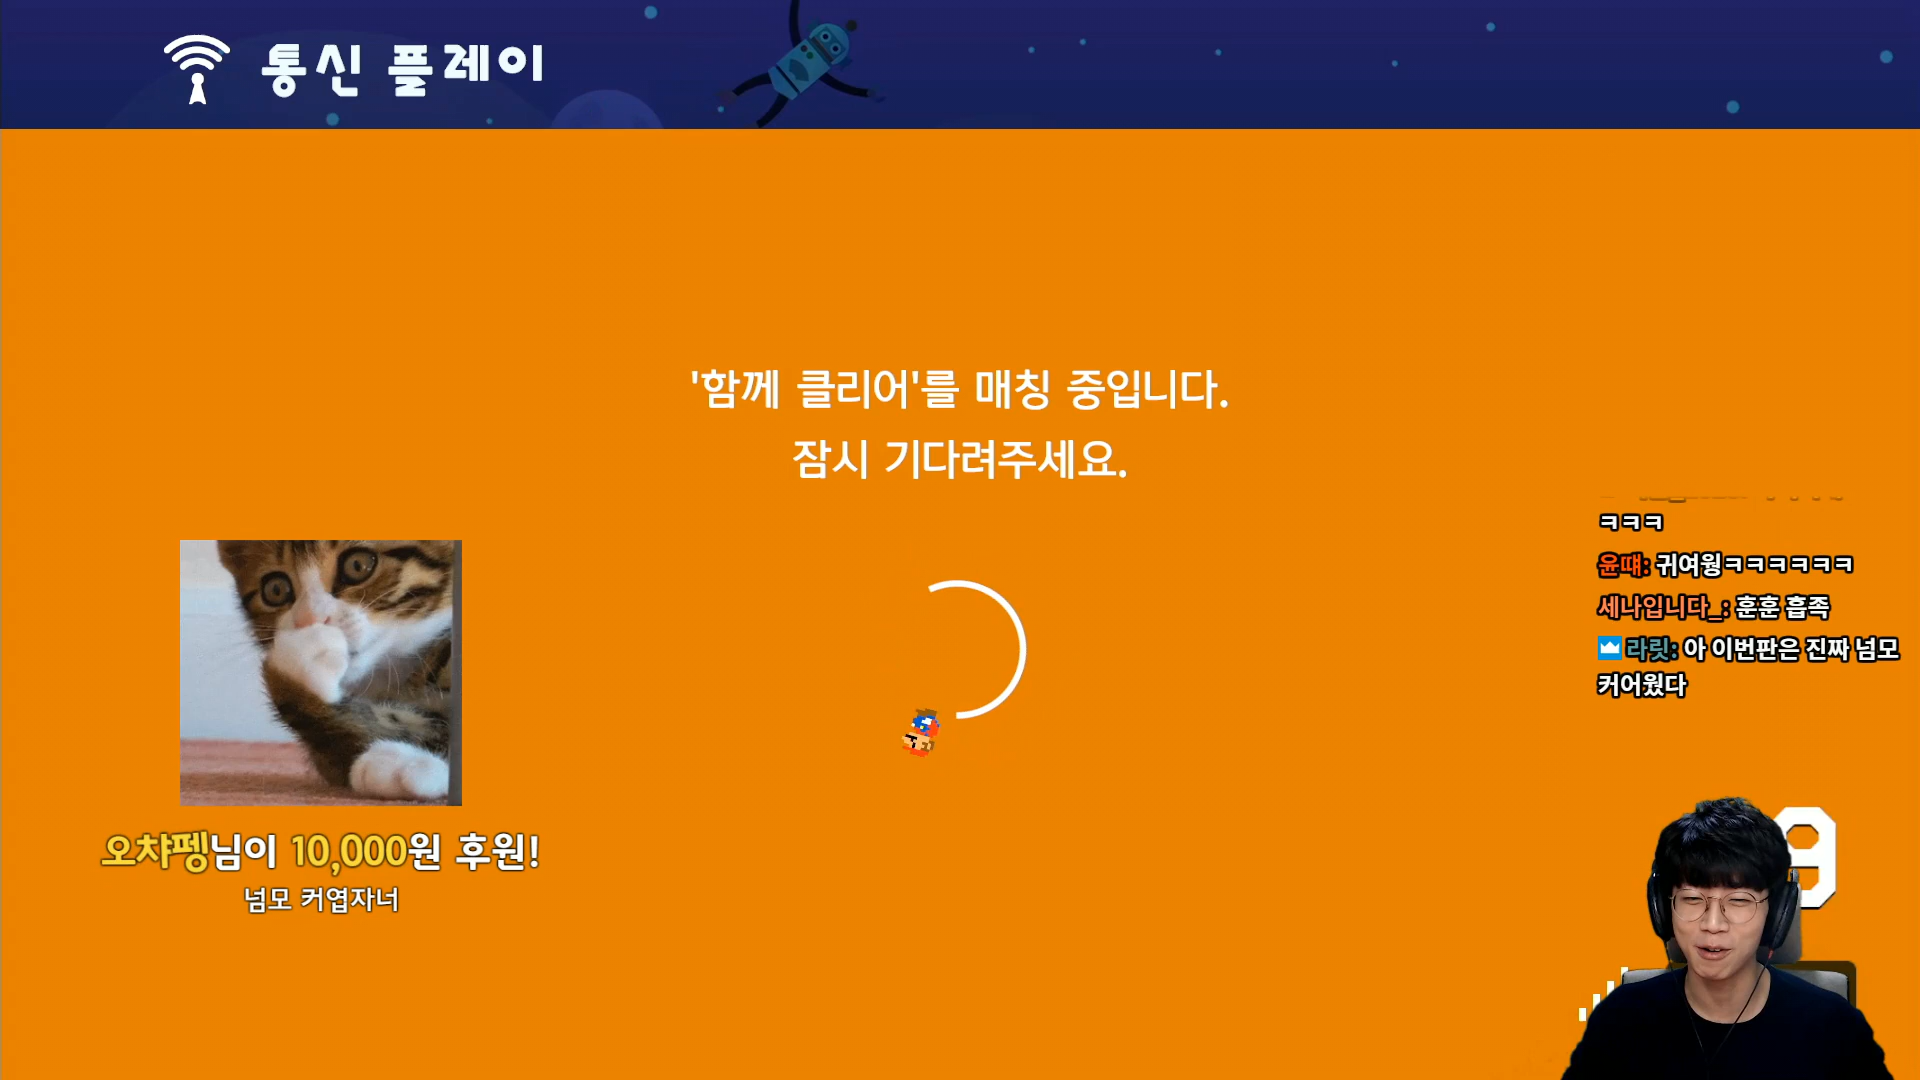 통신 플레이
'함께 클리어'를 매칭 중입니다.
잠시 기다려주세요.
ㅋㅋㅋ
윤떄: 귀여웡ㅋㅋㅋㅋㅋㅋ
세나입니다_: 훈훈 흡족
라릿: 아 이번판은 진짜 넘모
커어웠다
오챠펭님이 10,000원 후원!
넘모 커엽자너
9